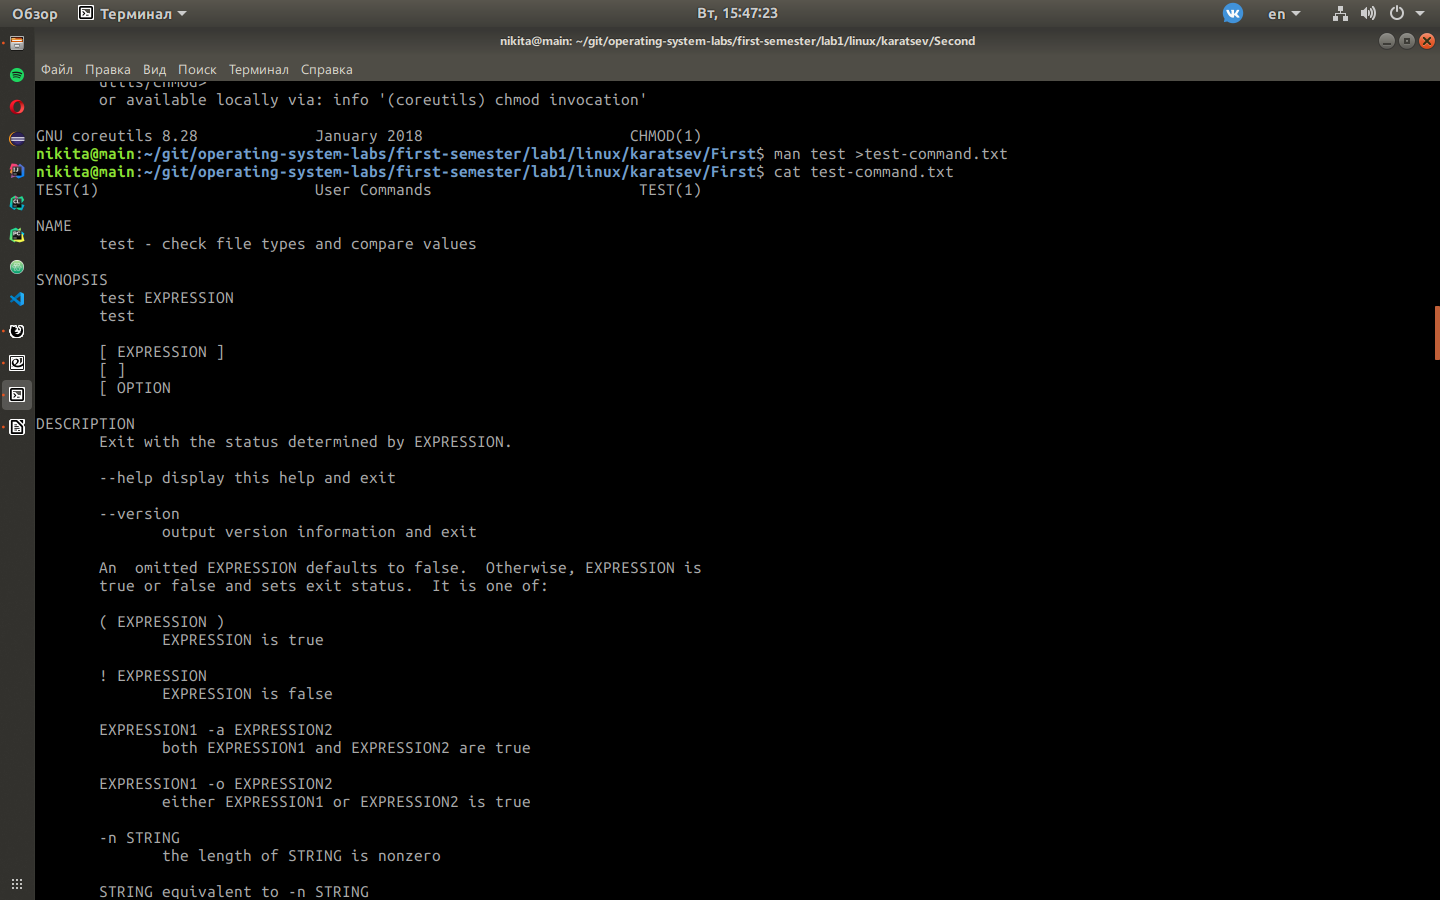 Обзор Терминал Вт, 15:47:23 en
nikita@main: ~/git/operating-system-labs/first-semester/lab1/linux/karatsev/Second
Файл Правка Вид Поиск Терминал Справка
utils/chmod>
or available locally via: info '(coreutils) chmod invocation'
GNU coreutils 8.28 January 2018 CHMOD(1)
nikita@main:~/git/operating-system-labs/first-semester/lab1/linux/karatsev/First$ man test >test-command.txt
nikita@main:~/git/operating-system-labs/first-semester/lab1/linux/karatsev/First$ cat test-command.txt
TEST(1) User Commands TEST(1)
NAME
test - check file types and compare values
SYNOPSIS
test EXPRESSION
test
[ EXPRESSION ]
[ ]
[ OPTION
DESCRIPTION
Exit with the status determined by EXPRESSION.
--help display this help and exit
--version
output version information and exit
An  omitted EXPRESSION defaults to false.  Otherwise, EXPRESSION is
true or false and sets exit status.  It is one of:
( EXPRESSION )
EXPRESSION is true
! EXPRESSION
EXPRESSION is false
EXPRESSION1 -a EXPRESSION2
both EXPRESSION1 and EXPRESSION2 are true
EXPRESSION1 -o EXPRESSION2
either EXPRESSION1 or EXPRESSION2 is true
-n STRING
the length of STRING is nonzero
STRING equivalent to -n STRING